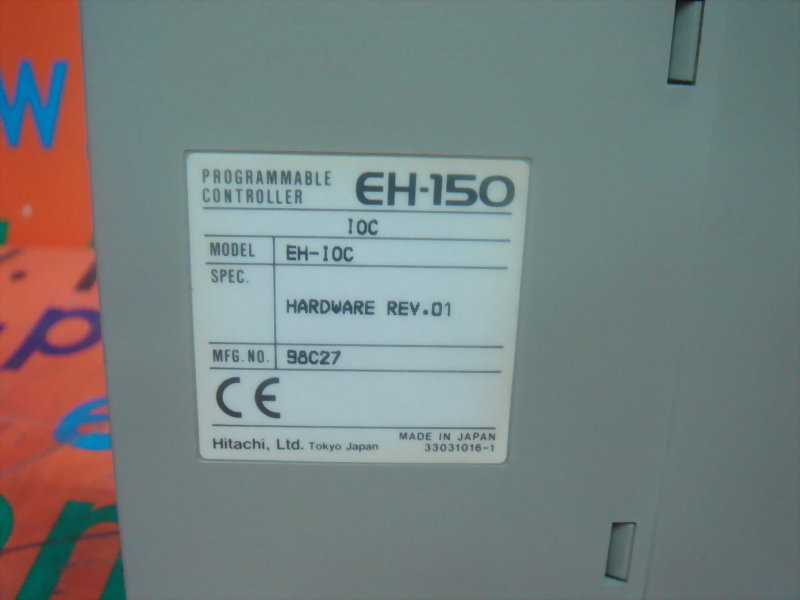 W
PROGRAMMABLE CONTROLLER EH-150
IOC
MODEL EH-IOC
SPEC.
HARDWARE REV.01
MFG.NO. 98C27
CE
Hitachi, Ltd. Tokyo Japan
MADE IN JAPAN
33031016-1